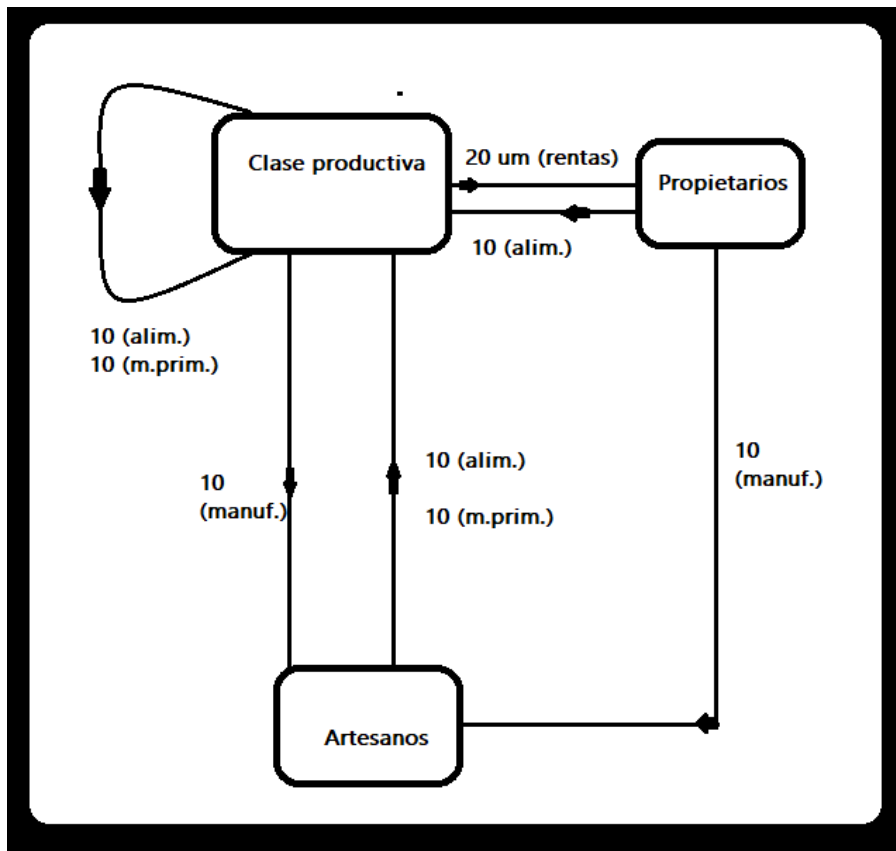 Clase productiva
20 um (rentas)
Propietarios
10 (alim.)
10 (alim.)
10 (m.prim.)
10
(manuf.)
10 (alim.)
10 (m.prim.)
10
(manuf.)
Artesanos